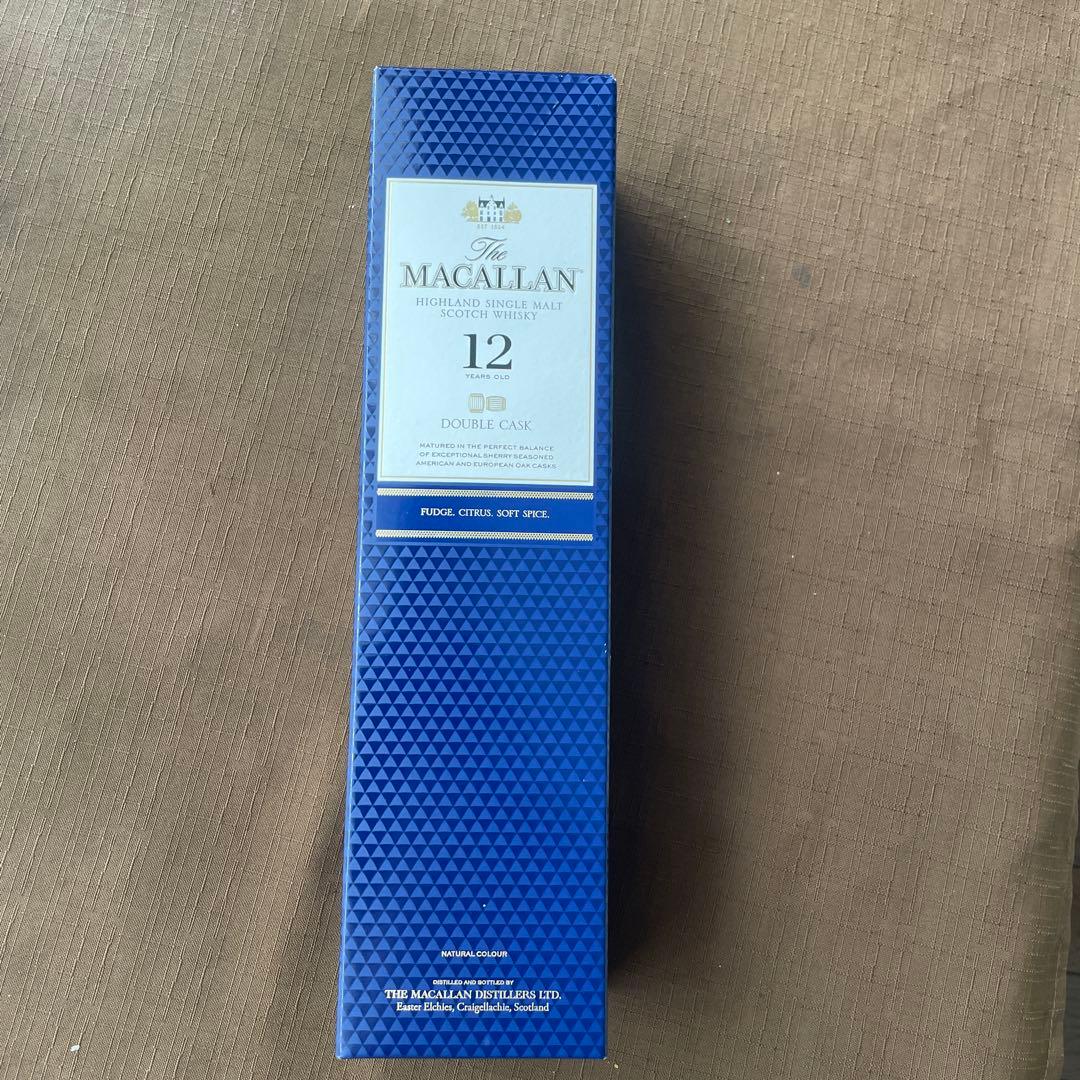 EST 1824
The
MACALLAN
HIGHLAND SINGLE MALT
SCOTCH WHISKY
12
YEARS OLD
DOUBLE CASK
MATURED IN THE PERFECT BALANCE
OF EXCEPTIONAL SHERRY SEASONED
AMERICAN AND EUROPEAN OAK CASKS
FUDGE. CITRUS. SOFT SPICE.
NATURAL COLOUR
DISTILLED AND BOTTLED BY
THE MACALLAN DISTILLERS LTD.
Easter Elchies, Craigellachie, Scotland